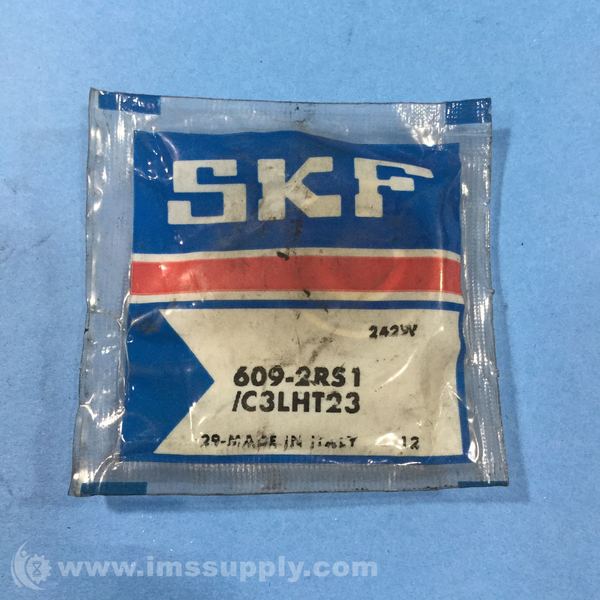 SKF
242W
609-2RS1
/C3LHT23
29-MADE IN ITALY 12
www.imssupply.com